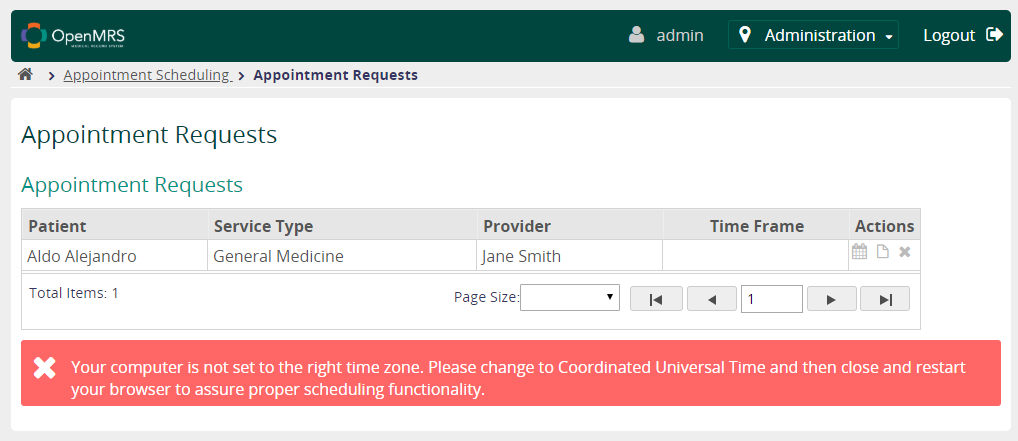 OpenMRS
MEDICAL RECORD SYSTEM
admin
Administration
Logout
Appointment Scheduling
Appointment Requests
Appointment Requests
Appointment Requests
Patient Service Type Provider Time Frame Actions
Aldo Alejandro General Medicine Jane Smith
Total Items: 1 Page Size: 1
Your computer is not set to the right time zone. Please change to Coordinated Universal Time and then close and restart
your browser to assure proper scheduling functionality.